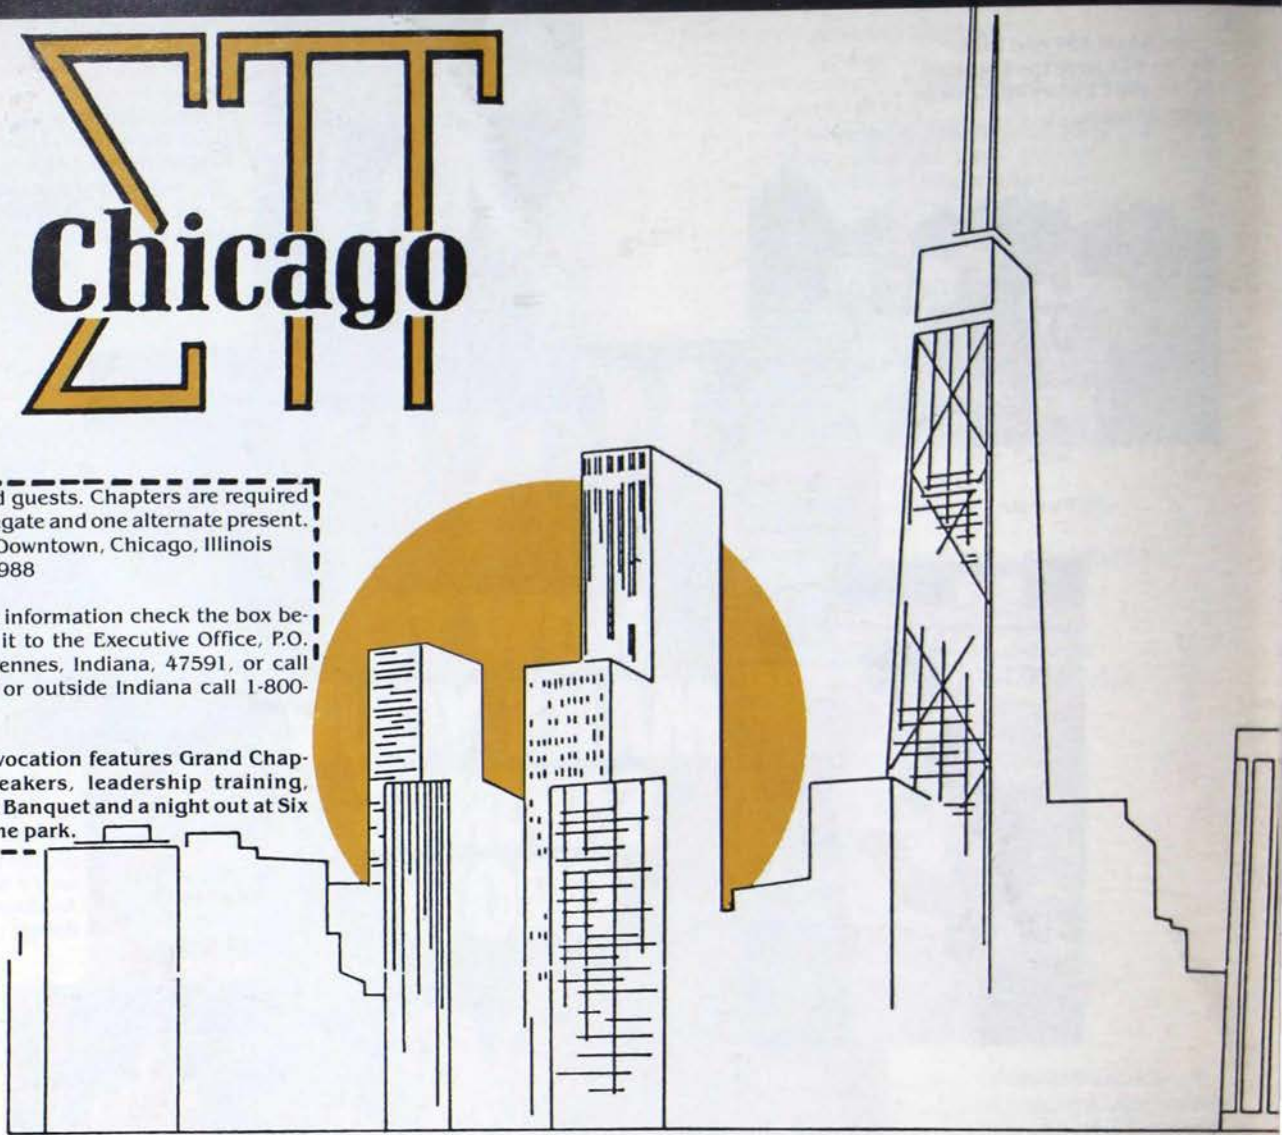 ΣΠ
Chicago
guests. Chapters are required
gate and one alternate present.
Downtown, Chicago, Illinois
988
information check the box be-
it to the Executive Office, P.O.
ennes, Indiana, 47591, or call
or outside Indiana call 1-800-
vocation features Grand Chap-
eakers, leadership training,
Banquet and a night out at Six
me park.